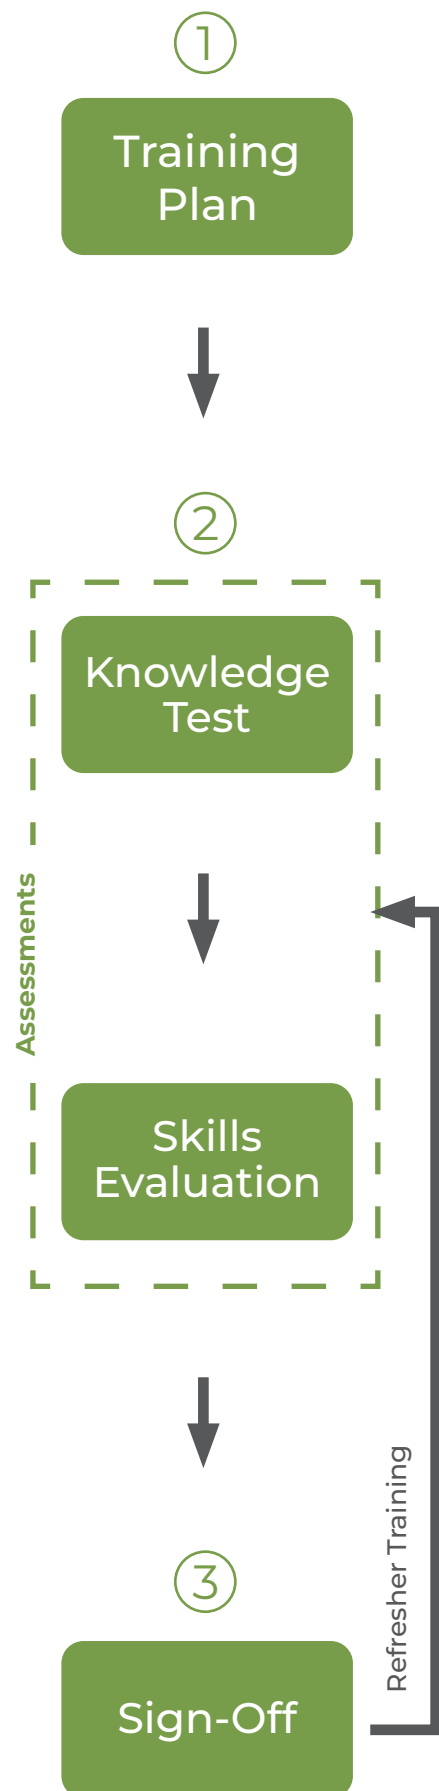 1
Training
Plan
2
Knowledge
Test
Assessments
Skills
Evaluation
Refresher Training
3
Sign-Off